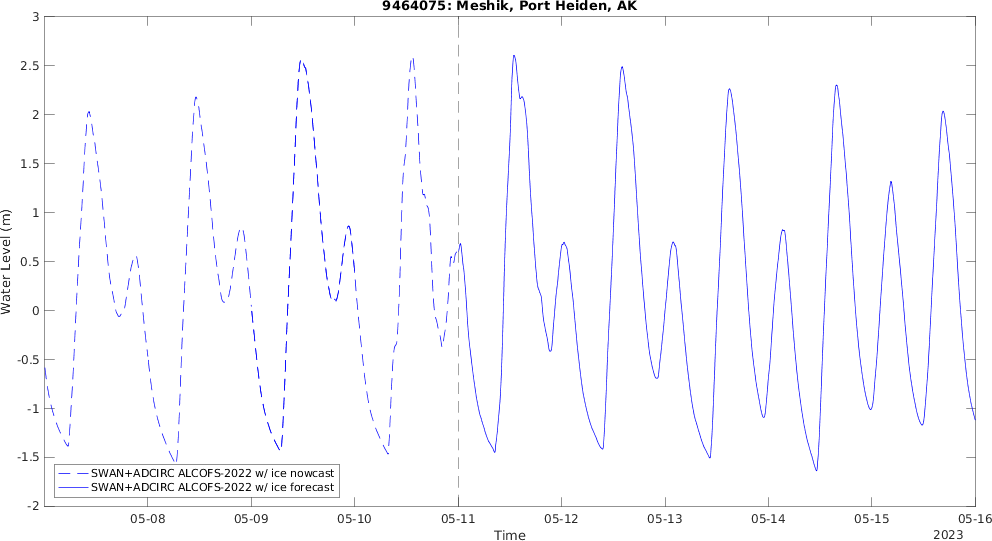 9464075: Meshik, Port Heiden, AK
Water Level (m)
3
2.5
2
1.5
1
0.5
0
-0.5
-1
-1.5
-2
SWAN+ADCIRC ALCOFS-2022 w/ ice nowcast
SWAN+ADCIRC ALCOFS-2022 w/ ice forecast
05-08 05-09 05-10 05-11 05-12 05-13 05-14 05-15 05-16
Time
2023